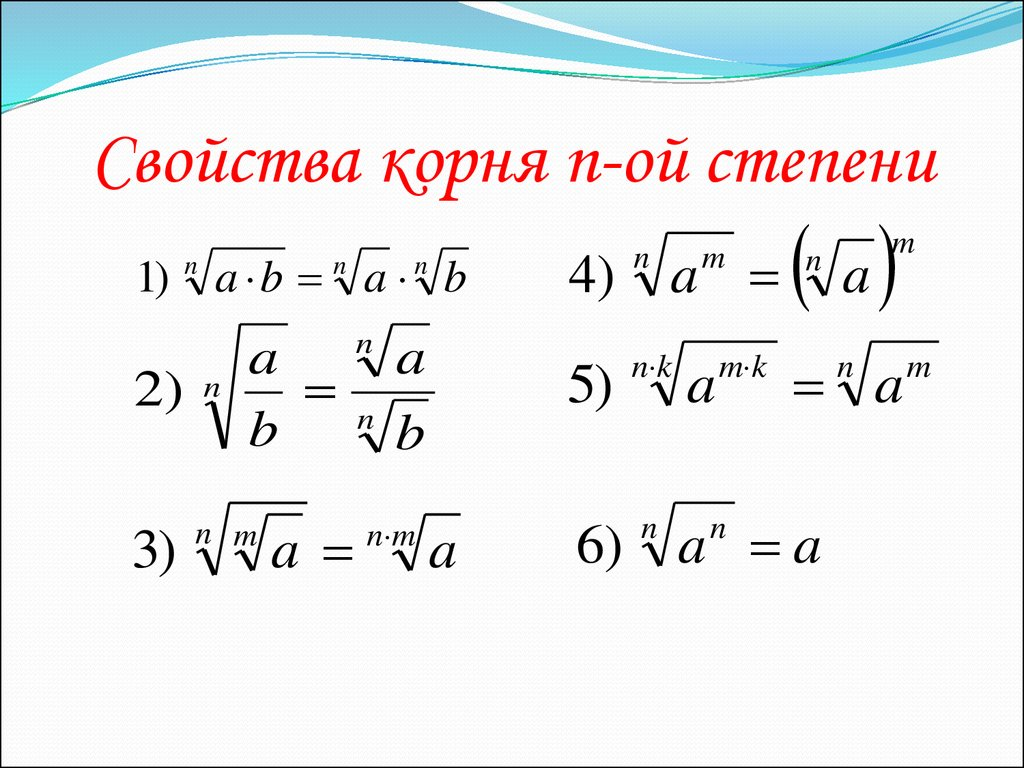 Свойства корня n-ой степени
1) ⁿ√(a · b) = ⁿ√a · ⁿ√b
2) ⁿ√(a/b) = ⁿ√a / ⁿ√b
3) ⁿ√(ᵐ√a) = ⁿ·ᵐ√a
4) ⁿ√(aᵐ) = (ⁿ√a)ᵐ
5) ⁿ·ᵏ√(aᵐ·ᵏ) = ⁿ√(aᵐ)
6) ⁿ√(aⁿ) = a